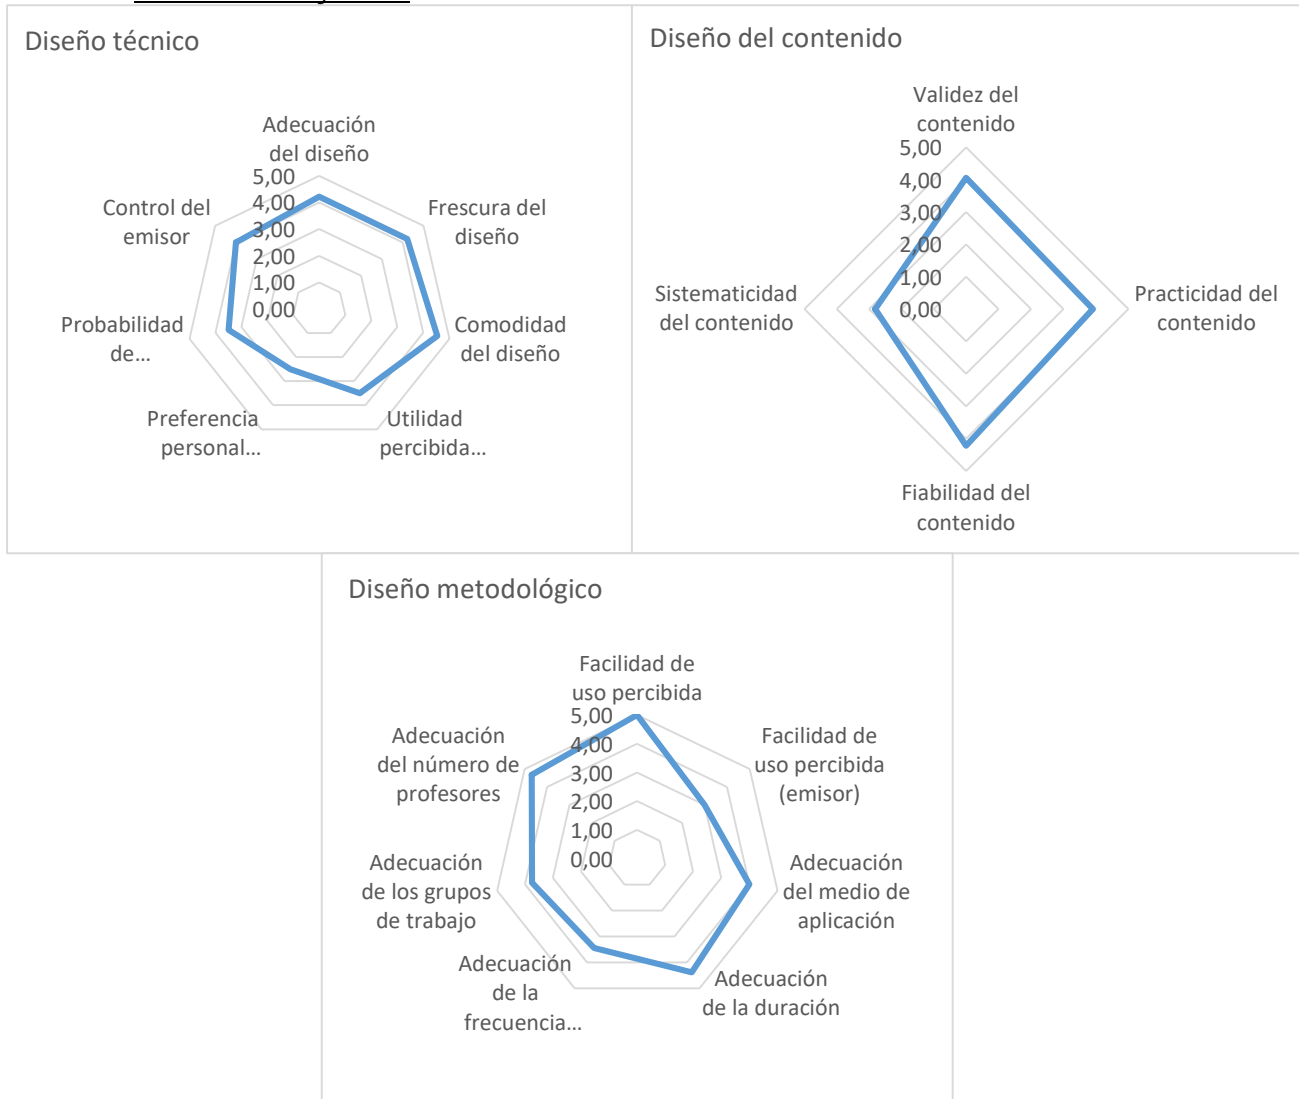 Diseño técnico
Adecuación
del diseño
5,00
4,00
3,00
2,00
1,00
0,00
Frescura del
diseño
Comodidad
del diseño
Utilidad
percibida...
Preferencia
personal...
Probabilidad
de...
Control del
emisor
Diseño del contenido
Validez del
contenido
5,00
4,00
3,00
2,00
1,00
0,00
Practicidad del
contenido
Fiabilidad del
contenido
Sistematicidad
del contenido
Diseño metodológico
Facilidad de
uso percibida
5,00
4,00
3,00
2,00
1,00
0,00
Facilidad de
uso percibida
(emisor)
Adecuación
del medio de
aplicación
Adecuación
de la duración
Adecuación
de la
frecuencia...
Adecuación
de los grupos
de trabajo
Adecuación
del número de
profesores